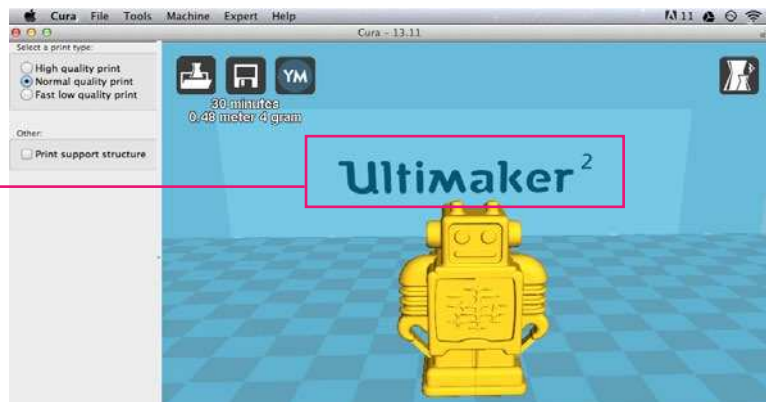 Cura File Tools Machine Expert Help
11
Cura - 13.11
Select a print type:
High quality print
Normal quality print
Fast low quality print
Other:
Print support structure
YM
30 minutes
0.48 meter 4 gram
Ultimaker 2